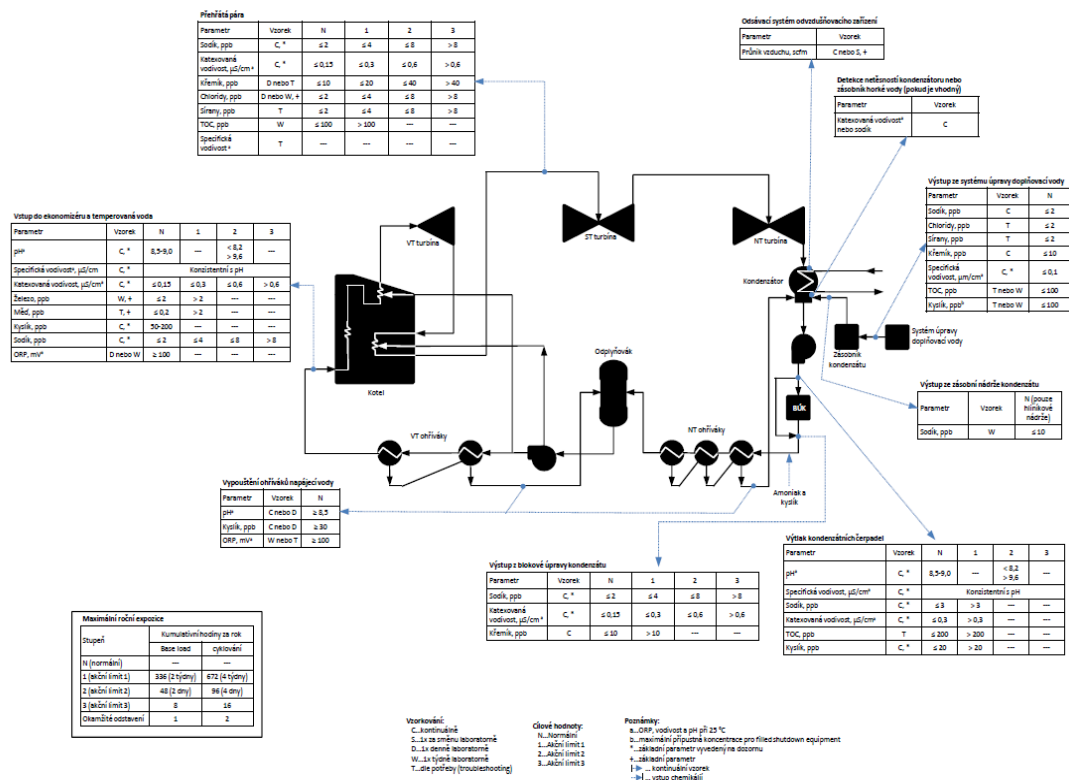 Přehřátá pára
Parametr Vzorek N 1 2 3
Sodík, ppb C, * ≤ 2 ≤ 4 ≤ 8 > 8
Katexovaná vodivost, µS/cm ᵃ C, * ≤ 0,15 ≤ 0,3 ≤ 0,6 > 0,6
Křemík, ppb D nebo T ≤ 10 ≤ 20 ≤ 40 > 40
Chloridy, ppb D nebo W, + ≤ 2 ≤ 4 ≤ 8 > 8
Sírany, ppb T ≤ 2 ≤ 4 ≤ 8 > 8
TOC, ppb W ≤ 100 > 100 --- ---
Specifická vodivost ᵃ T --- --- --- ---
Odsávací systém odvzdušňovacího zařízení
Parametr Vzorek
Průnik vzduchu, scfm C nebo S, +
Detekce netěsností kondenzátoru nebo
zásobník horké vody (pokud je vhodný)
Parametr Vzorek
Katexovaná vodivostᵃ nebo sodík C
Výstup ze systému úpravy doplňovací vody
Parametr Vzorek N
Sodík, ppb C ≤ 2
Chloridy, ppb T ≤ 2
Sírany, ppb T ≤ 2
Křemík, ppb C ≤ 10
Specifická vodivost, µm/cmᵃ C, * ≤ 0,1
TOC, ppb T nebo W ≤ 100
Kyslík, ppbᵇ T nebo W ≤ 100
Vstup do ekonomizéru a temperovaná voda
Parametr Vzorek N 1 2 3
pHᵃ C, * 8,5-9,0 --- < 8,2 > 9,6 ---
Specifická vodivostᵃ, µS/cm C, * Konzistentní s pH
Katexovaná vodivost, µS/cmᵃ C, * ≤ 0,15 ≤ 0,3 ≤ 0,6 > 0,6
Železo, ppb W, + ≤ 2 > 2 --- ---
Měď, ppb T, + ≤ 0,2 > 2 --- ---
Kyslík, ppb C, * 50-200 --- --- ---
Sodík, ppb C, * ≤ 2 ≤ 4 ≤ 8 > 8
ORP, mVᵃ D nebo W ≥ 100
VT turbína
ST turbína
NT turbína
Kondenzátor
Zásobník
kondenzátu
Systém úpravy
doplňovací vody
Kotel
Odplyňovák
BÚK
VT ohříváky
NT ohříváky
Amoniak a
kyslík
Výstup ze zásobní nádrže kondenzátu
Parametr Vzorek N (pouze hliníkové nádrže)
Sodík, ppb W ≤ 10
Vypouštění ohříváků napájecí vody
Parametr Vzorek N
pHᵃ C nebo D ≥ 8,5
Kyslík, ppb C nebo D ≥ 30
ORP, mVᵃ W nebo T ≥ 100
Výstup z blokové úpravy kondenzátu
Parametr Vzorek N 1 2 3
Sodík, ppb C, * ≤ 2 ≤ 4 ≤ 8 > 8
Katexovaná vodivost, µS/cm ᵃ C, * ≤ 0,15 ≤ 0,3 ≤ 0,6 > 0,6
Křemík, ppb C ≤ 10 > 10 --- ---
Výtlak kondenzátních čerpadel
Parametr Vzorek N 1 2 3
pHᵃ C, * 8,5-9,0 --- < 8,2 > 9,6 ---
Specifická vodivost, µS/cmᵃ C, * Konzistentní s pH
Sodík, ppb C, * ≤ 3 > 3 --- ---
Katexovaná vodivost, µS/cmᵃ C, * ≤ 0,3 > 0,3 --- ---
TOC, ppb T ≤ 200 > 200 --- ---
Kyslík, ppb C, * ≤ 20 > 20 --- ---
Maximální roční expozice
Stupeň Kumulativní hodiny za rok
Base load cyklování
N (normální) --- ---
1 (akční limit 1) 336 (2 týdny) 672 (4 týdny)
2 (akční limit 2) 48 (2 dny) 96 (4 dny)
3 (akční limit 3) 8 16
Okamžité odstavení 1 2
Vzorkování:
C...kontinuálně
S...1x za směnu laboratorně
D...1x denně laboratorně
W...1x týdně laboratorně
T...dle potřeby (troubleshooting)
Cílové hodnoty:
N...Normální
1...Akční limit 1
2...Akční limit 2
3...Akční limit 3
Poznámky:
a...ORP, vodivost a pH při 25 °C
b...maximální přípustná koncentrace pro filled shutdown equipment
*...základní parametr vyvedený na dozornu
+...základní parametr
... kontinuální vzorek
... vstup chemikálií